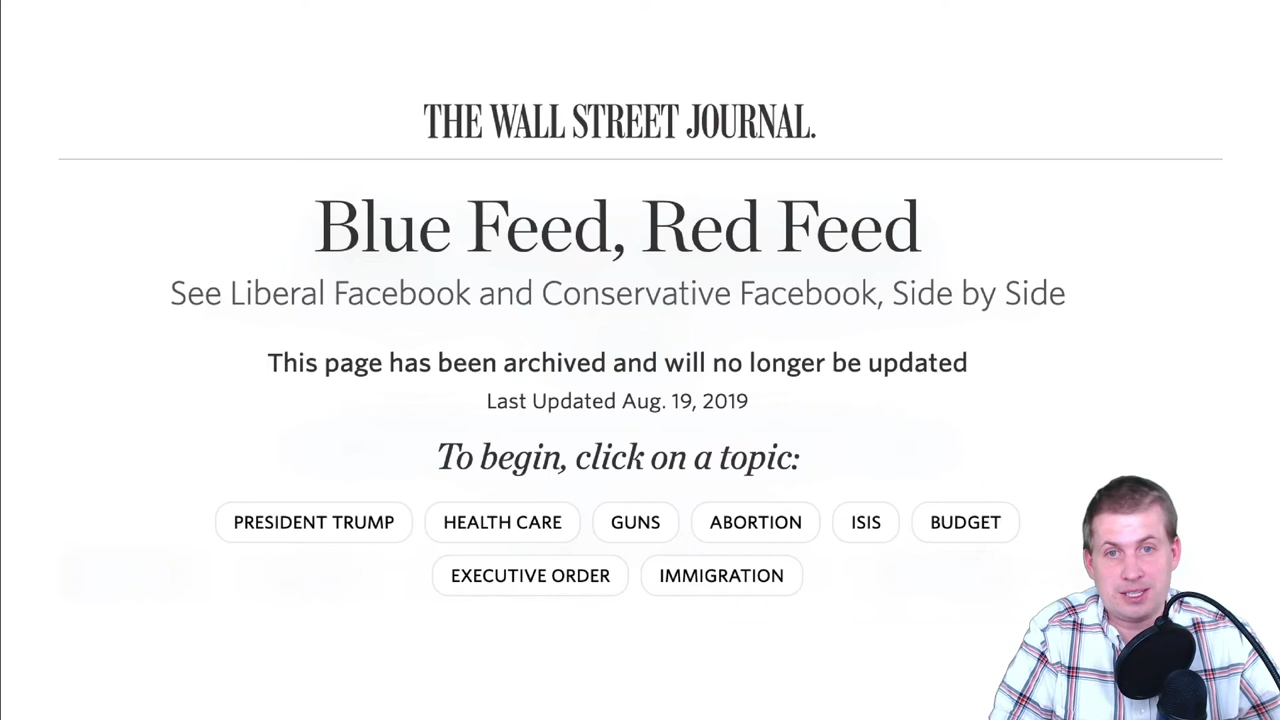 THE WALL STREET JOURNAL.
Blue Feed, Red Feed
See Liberal Facebook and Conservative Facebook, Side by Side
This page has been archived and will no longer be updated
Last Updated Aug. 19, 2019
To begin, click on a topic:
PRESIDENT TRUMP HEALTH CARE GUNS ABORTION ISIS BUDGET
EXECUTIVE ORDER IMMIGRATION